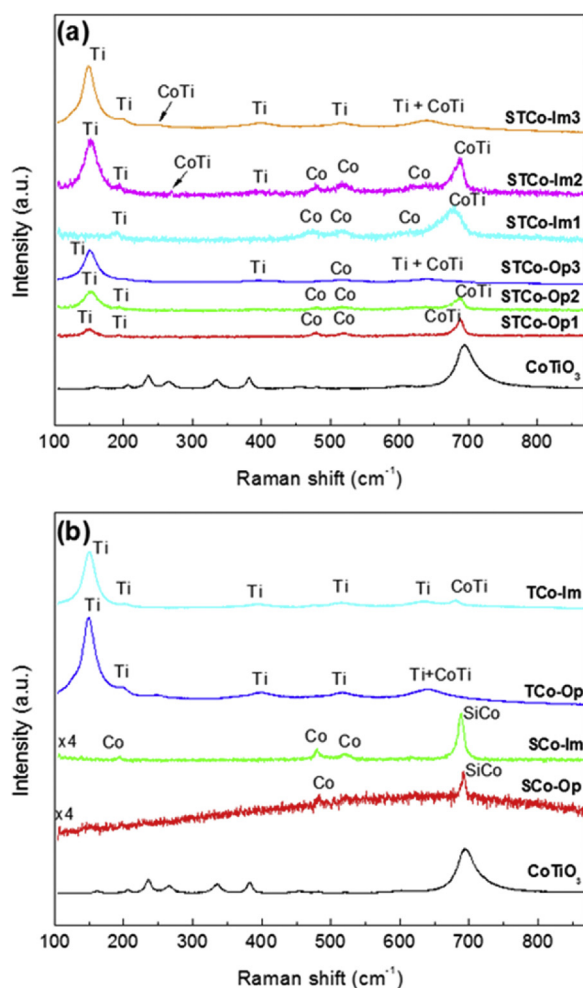 (a)
Ti
Ti
CoTi
Ti
Ti
Ti + CoTi
STCo-Im3
Ti
Ti
CoTi
Ti
Co
Co
Co
CoTi
STCo-Im2
Ti
Co
Co
Co
CoTi
STCo-Im1
Ti
Ti
Co
Ti + CoTi
STCo-Op3
Ti
Ti
Co
Co
CoTi
STCo-Op2
Ti
Ti
Co
Co
CoTi
STCo-Op1
CoTiO3
Intensity (a.u.)
100 200 300 400 500 600 700 800
Raman shift (cm-1)
(b)
Ti
Ti
Ti
Ti
Ti
CoTi
TCo-Im
Ti
Ti
Ti
Ti
Ti+CoTi
TCo-Op
x4
Co
Co
Co
SiCo
SCo-Im
x4
Co
SiCo
SCo-Op
CoTiO3
Intensity (a.u.)
100 200 300 400 500 600 700 800
Raman shift (cm-1)